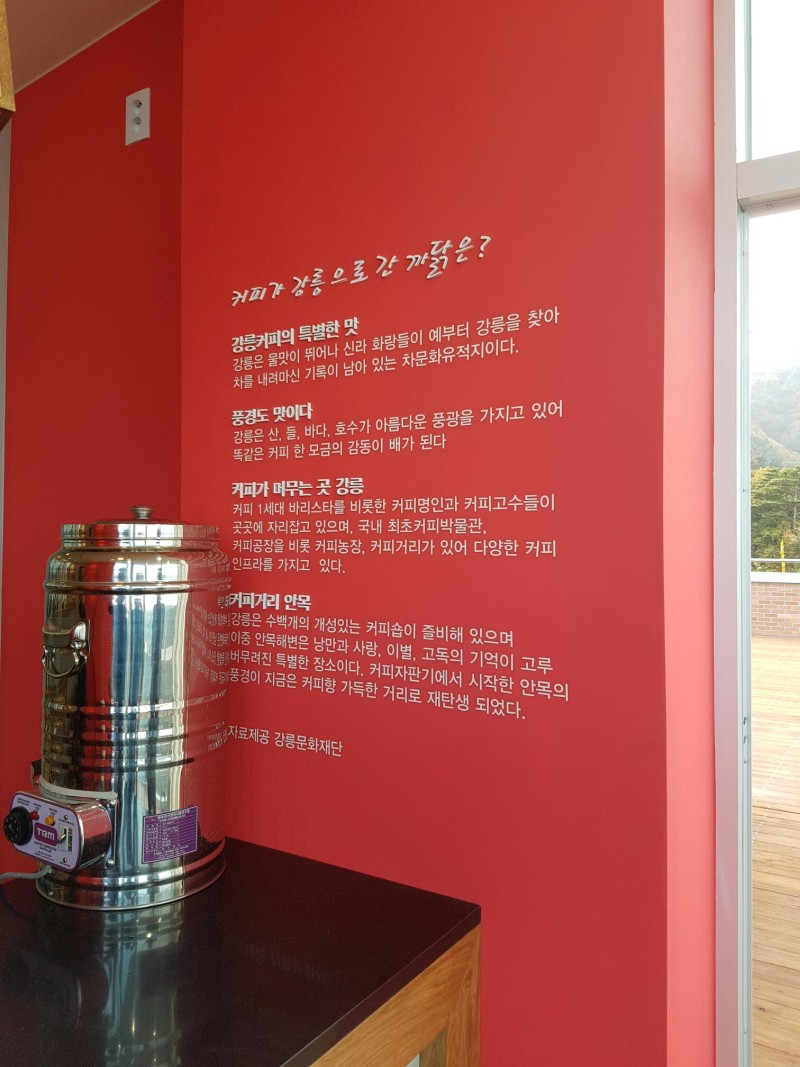 커피가 강릉으로 간 까닭은?
강릉커피의 특별한 맛
강릉은 물맛이 뛰어나 신라 화랑들이 예부터 강릉을 찾아
차를 내려마신 기록이 남아 있는 차문화유적지이다.
풍경도 맛이다
강릉은 산, 들, 바다, 호수가 아름다운 풍광을 가지고 있어
똑같은 커피 한 모금의 감동이 배가 된다
커피가 머무는 곳 강릉
커피 1세대 바리스타를 비롯한 커피명인과 커피고수들이
곳곳에 자리잡고 있으며, 국내 최초커피박물관,
커피공장을 비롯 커피농장, 커피거리가 있어 다양한 커피
인프라를 가지고 있다.
커피거리 안목
강릉은 수백개의 개성있는 커피숍이 즐비해 있으며
이중 안목해변은 낭만과 사랑, 이별, 고독의 기억이 고루
버무려진 특별한 장소이다. 커피자판기에서 시작한 안목의
풍경이 지금은 커피향 가득한 거리로 재탄생 되었다.
자료제공 강릉문화재단
TRM